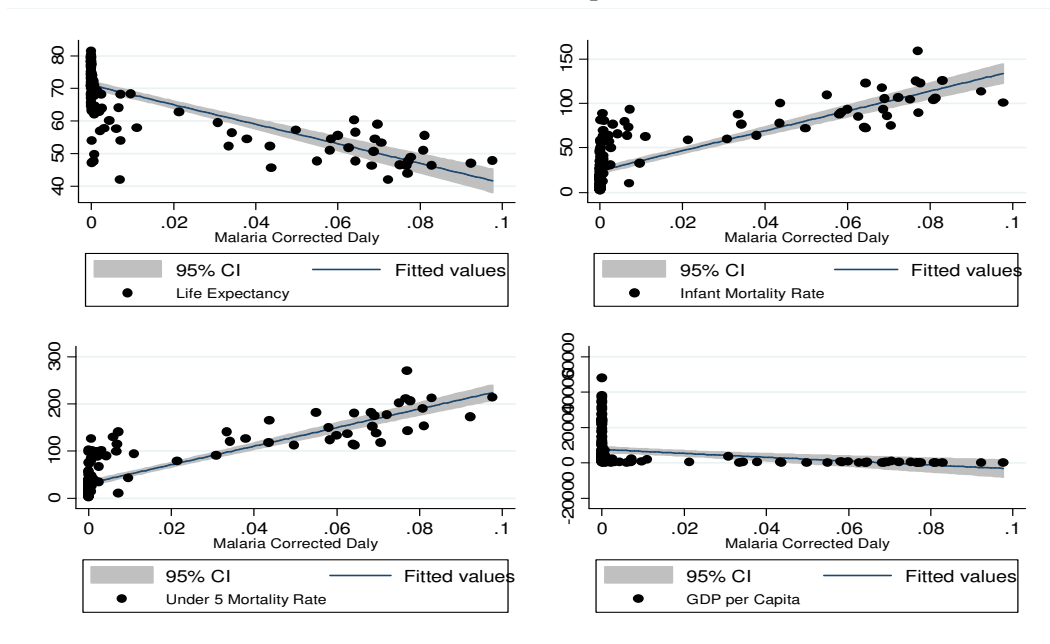 80
70
60
50
40
0 .02 .04 .06 .08 .1
Malaria Corrected Daly
95% CI Fitted values
Life Expectancy
150
100
50
0
0 .02 .04 .06 .08 .1
Malaria Corrected Daly
95% CI Fitted values
Infant Mortality Rate
300
200
100
0
0 .02 .04 .06 .08 .1
Malaria Corrected Daly
95% CI Fitted values
Under 5 Mortality Rate
60000
40000
20000
0
-20000
0 .02 .04 .06 .08 .1
Malaria Corrected Daly
95% CI Fitted values
GDP per Capita